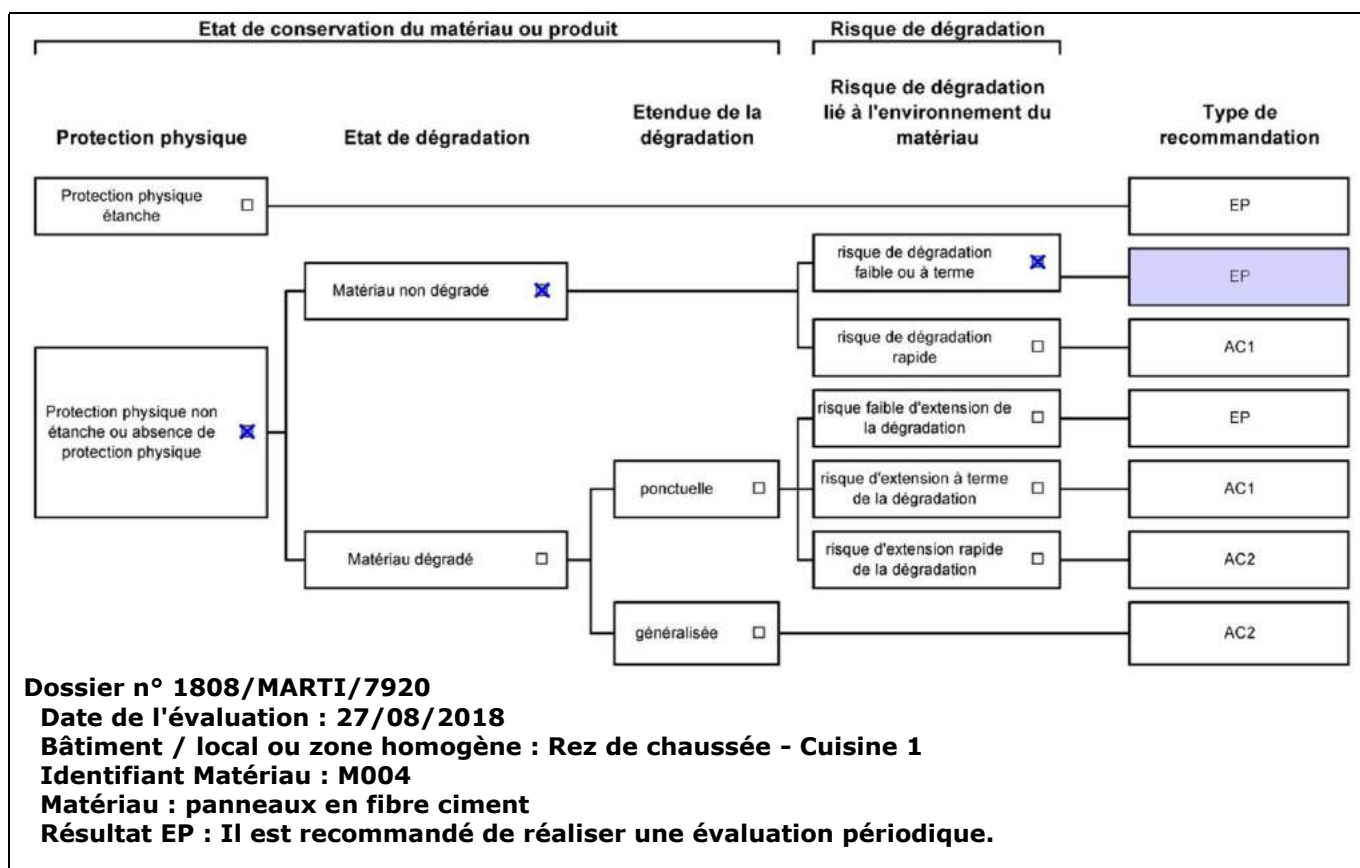 Etat de conservation du matériau ou produit
Risque de dégradation
Protection physique
Etat de dégradation
Etendue de la
dégradation
Risque de dégradation
lié à l'environnement du
matériau
Type de
recommandation
Protection physique
étanche
EP
risque de dégradation
faible ou à terme
EP
Matériau non dégradé
risque de dégradation
rapide
AC1
Protection physique non
étanche ou absence de
protection physique
risque faible d'extension de
la dégradation
EP
ponctuelle
risque d'extension à terme
de la dégradation
AC1
Matériau dégradé
risque d'extension rapide
de la dégradation
AC2
généralisée
AC2
Dossier n° 1808/MARTI/7920
Date de l'évaluation : 27/08/2018
Bâtiment / local ou zone homogène : Rez de chaussée - Cuisine 1
Identifiant Matériau : M004
Matériau : panneaux en fibre ciment
Résultat EP : Il est recommandé de réaliser une évaluation périodique.